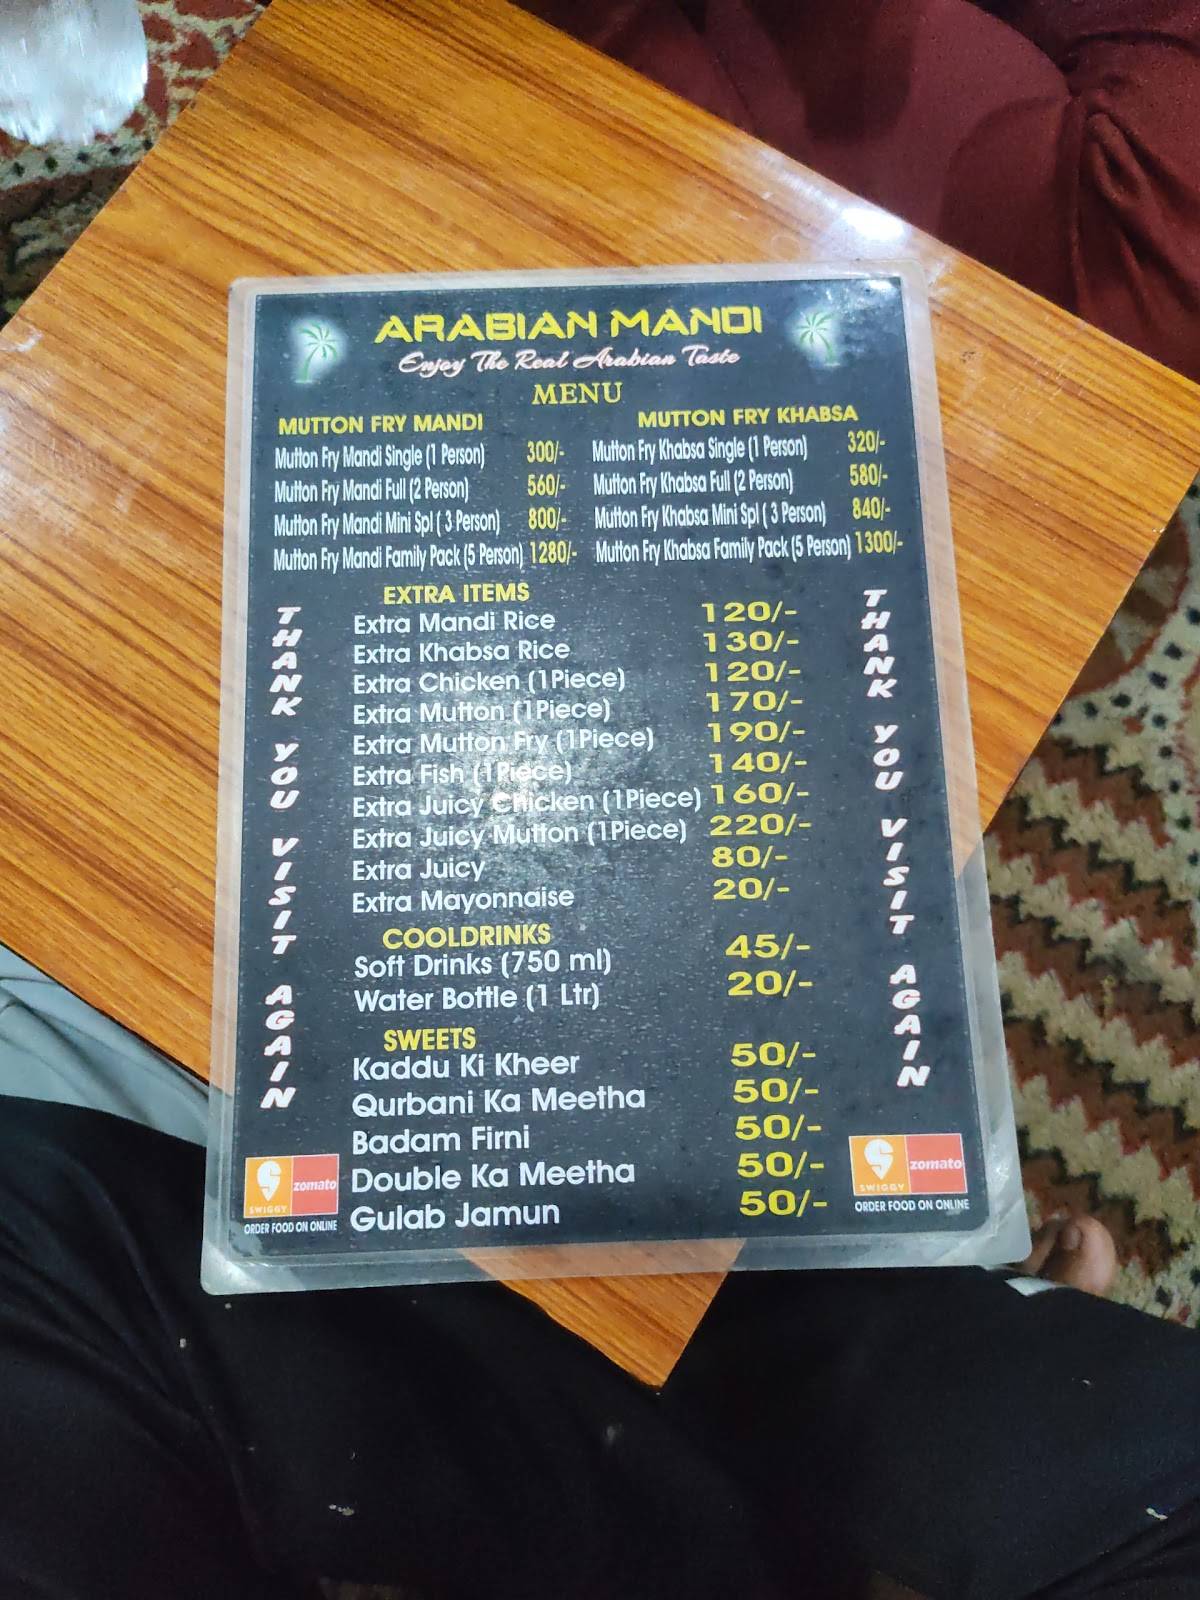 ARABIAN MANDI
Enjoy The Real Arabian Taste
MENU
MUTTON FRY MANDI
Mutton Fry Mandi Single (1 Person) 300/-
Mutton Fry Mandi Full (2 Person) 560/-
Mutton Fry Mandi Mini Spl ( 3 Person) 800/-
Mutton Fry Mandi Family Pack (5 Person) 1280/-
MUTTON FRY KHABSA
Mutton Fry Khabsa Single (1 Person) 320/-
Mutton Fry Khabsa Full (2 Person) 580/-
Mutton Fry Khabsa Mini Spl ( 3 Person) 840/-
Mutton Fry Khabsa Family Pack (5 Person) 1300/-
THANK YOU VISIT AGAIN
EXTRA ITEMS
Extra Mandi Rice 120/-
Extra Khabsa Rice 130/-
Extra Chicken (1Piece) 120/-
Extra Mutton (1Piece) 170/-
Extra Mutton Fry (1Piece) 190/-
Extra Fish (1Piece) 140/-
Extra Juicy Chicken (1Piece) 160/-
Extra Juicy Mutton (1Piece) 220/-
Extra Juicy 80/-
Extra Mayonnaise 20/-
COOLDRINKS
Soft Drinks (750 ml) 45/-
Water Bottle (1 Ltr) 20/-
SWEETS
Kaddu Ki Kheer 50/-
Qurbani Ka Meetha 50/-
Badam Firni 50/-
Double Ka Meetha 50/-
Gulab Jamun 50/-
THANK YOU VISIT AGAIN
SWIGGY zomato
ORDER FOOD ON ONLINE
SWIGGY zomato
ORDER FOOD ON ONLINE